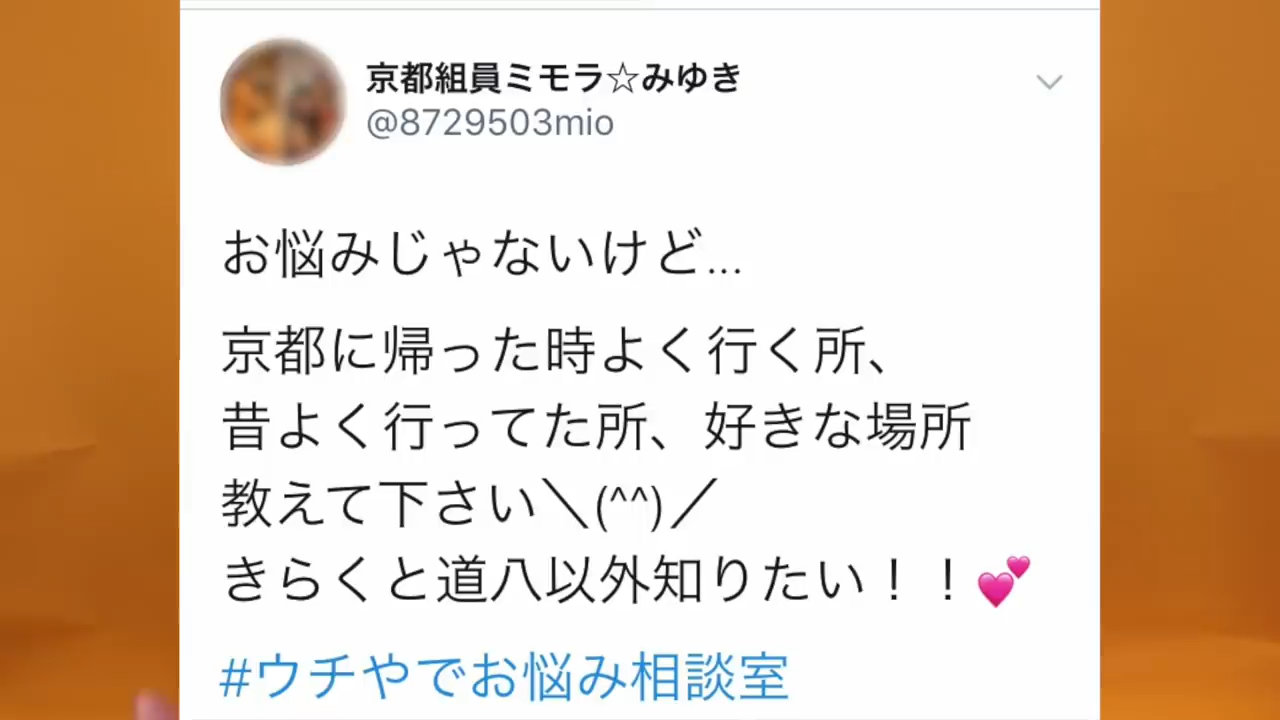 京都組員ミモラ☆みゆき
@8729503mio
お悩みじゃないけど...
京都に帰った時よく行く所、
昔よく行ってた所、好きな場所
教えて下さい＼(^^)／
きらくと道八以外知りたい！！💕
#ウチやでお悩み相談室